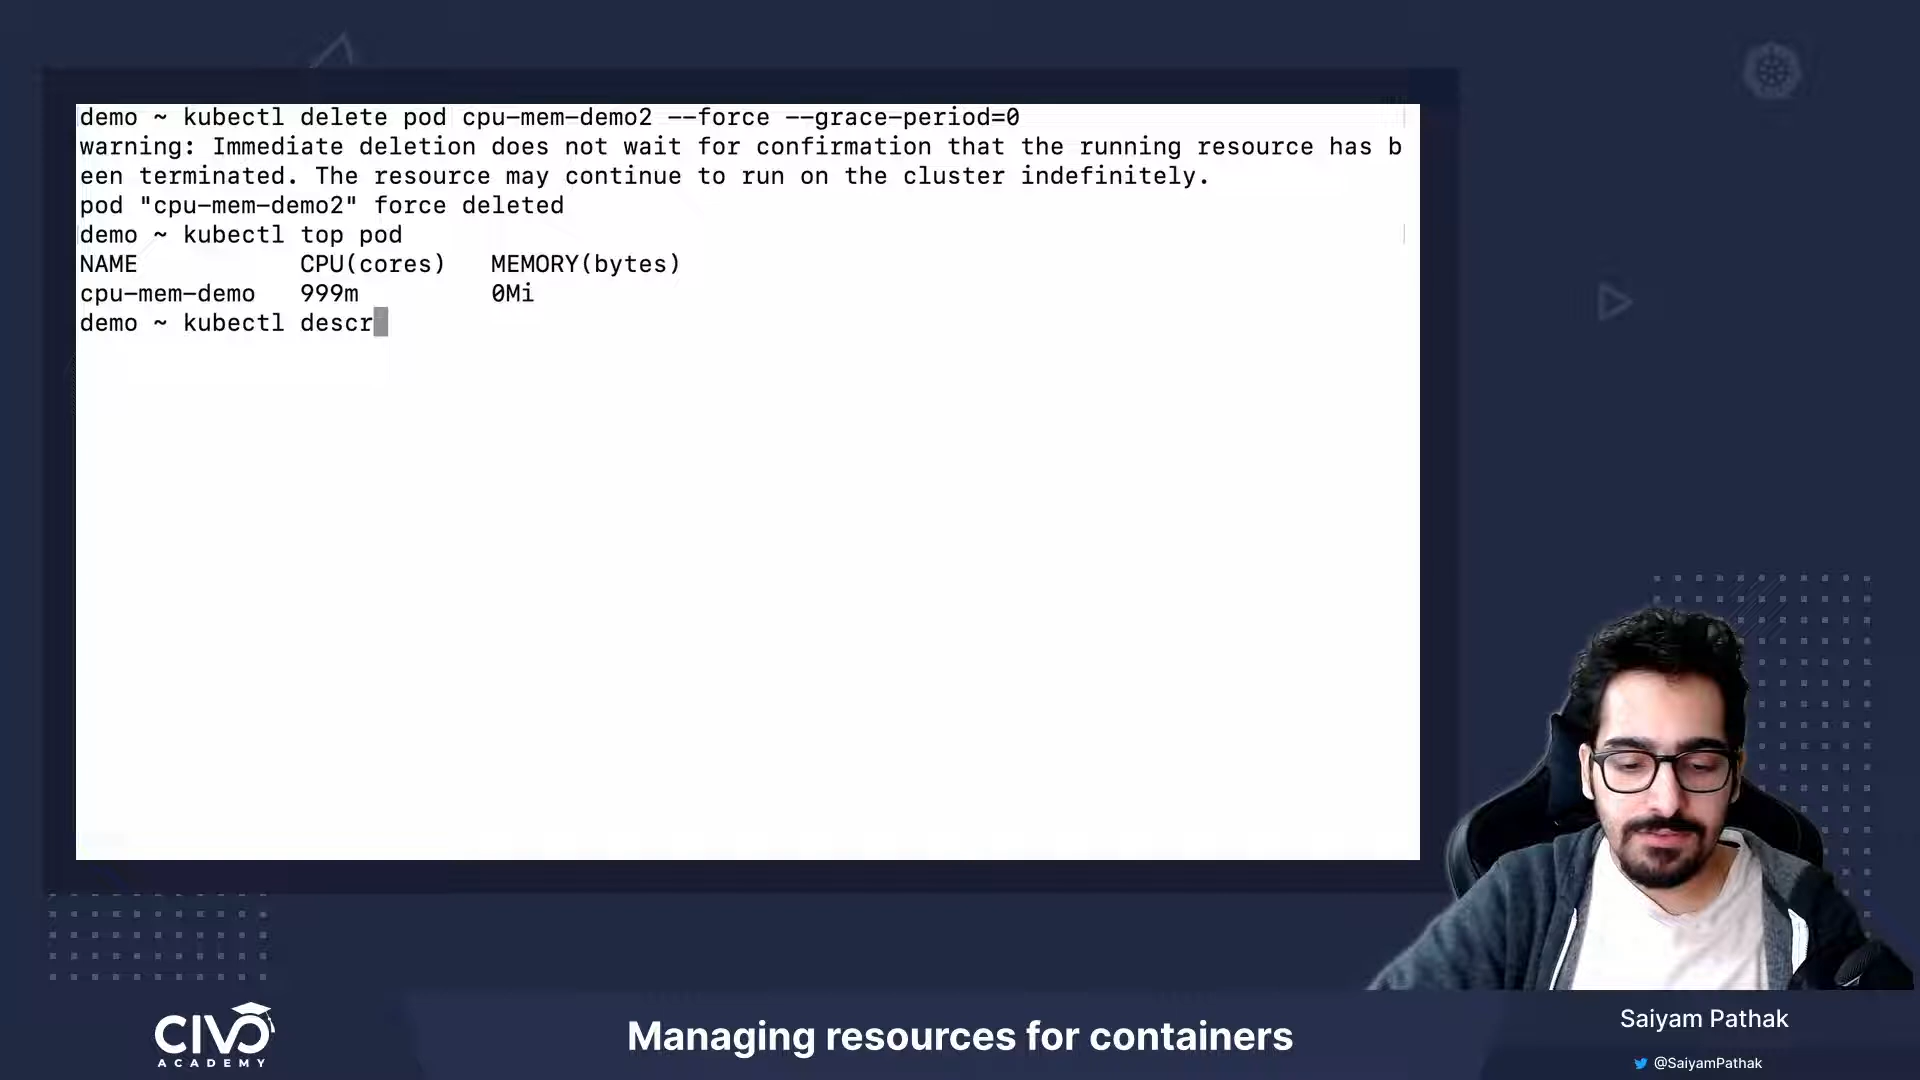 demo ~ kubectl delete pod cpu-mem-demo2 --force --grace-period=0
warning: Immediate deletion does not wait for confirmation that the running resource has b
een terminated. The resource may continue to run on the cluster indefinitely.
pod "cpu-mem-demo2" force deleted
demo ~ kubectl top pod
NAME CPU(cores) MEMORY(bytes)
cpu-mem-demo 999m 0Mi
demo ~ kubectl descr
CIVO
ACADEMY
Managing resources for containers
Saiyam Pathak
@SaiyamPathak